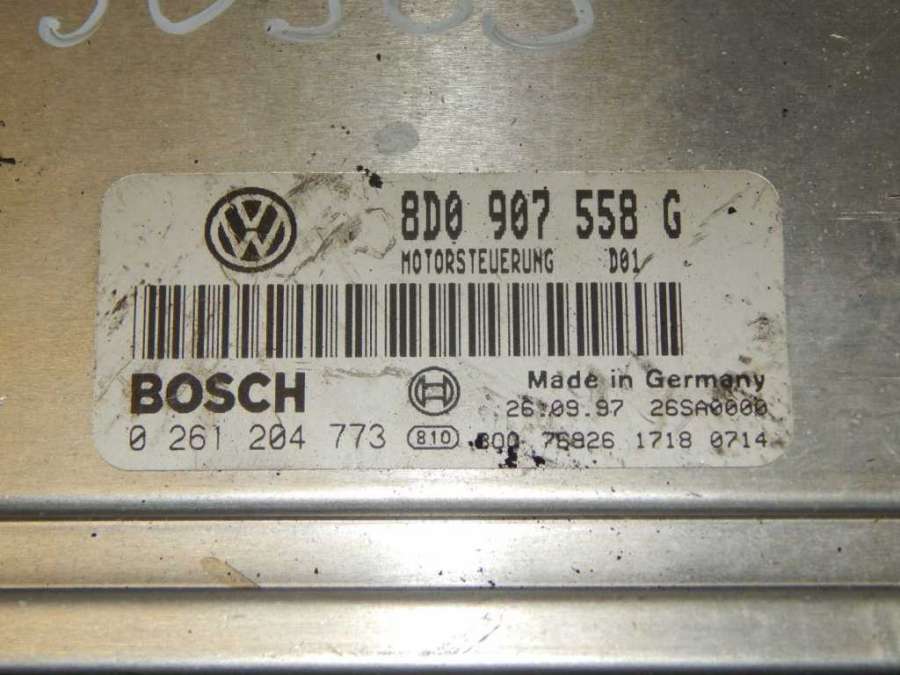 8D0 907 558 G
MOTORSTEUERUNG D01
BOSCH
Made in Germany
26.09.97 26SA0000
0 261 204 773 810 76826 1718 0714